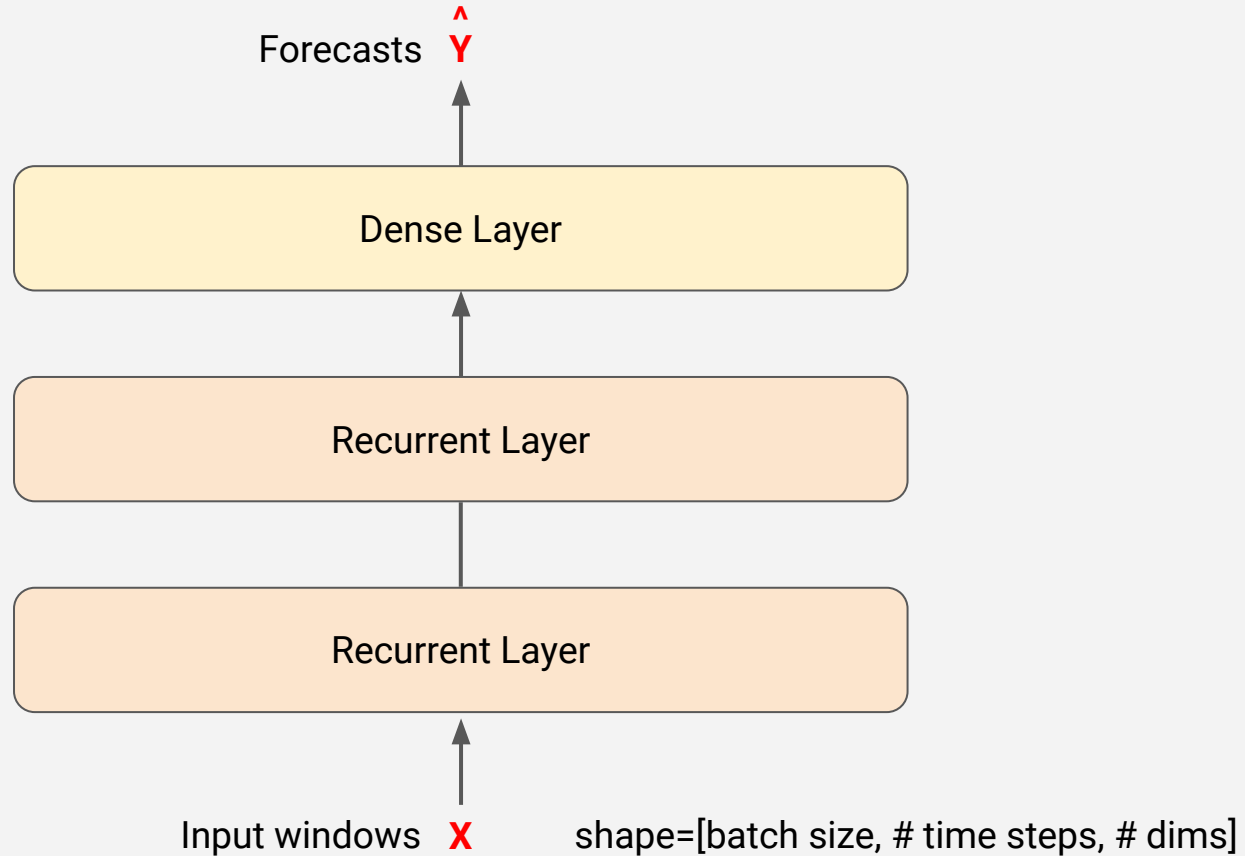 Forecasts Ŷ
Dense Layer
Recurrent Layer
Recurrent Layer
Input windows X shape=[batch size, # time steps, # dims]